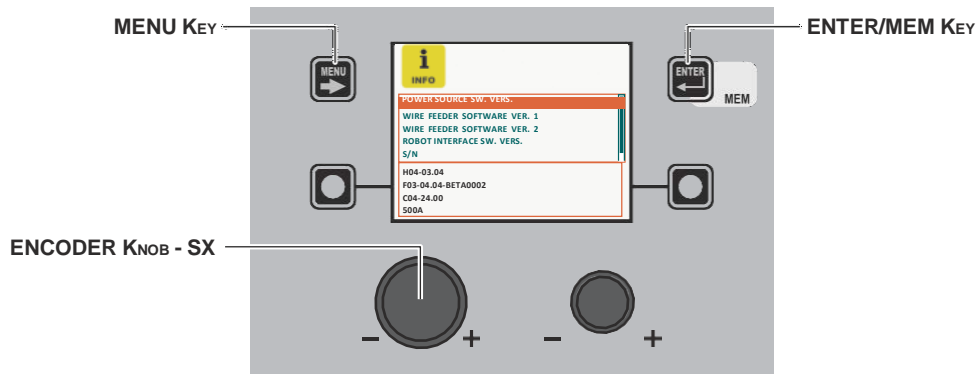 MENU KEY
ENTER/MEM KEY
MENU
i
INFO
ENTER
MEM
POWER SOURCE SW. VERS.
WIRE FEEDER SOFTWARE VER. 1
WIRE FEEDER SOFTWARE VER. 2
ROBOT INTERFACE SW. VERS.
S/N
H04-03.04
F03-04.04-BETA0002
C04-24.00
500A
ENCODER KNOB - SX
– + – +